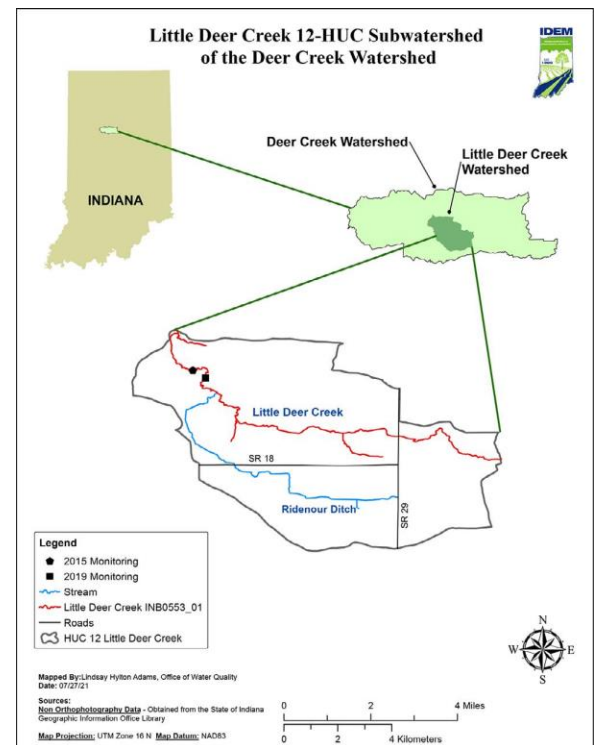 Little Deer Creek 12-HUC Subwatershed
of the Deer Creek Watershed
IDEM
INDIANA
Deer Creek Watershed
Little Deer Creek
Watershed
Little Deer Creek
SR 18
Ridenour Ditch
SR 29
Legend
2015 Monitoring
2019 Monitoring
Stream
Little Deer Creek INB0553_01
Roads
HUC 12 Little Deer Creek
Mapped By:Lindsay Hylton Adams, Office of Water Quality
Date: 07/27/21
Sources:
Non Orthophotography Data - Obtained from the State of Indiana
Geographic Information Office Library
Map Projection: UTM Zone 16 N Map Datum: NAD83
0 2 4 Miles
0 2 4 Kilometers
N
W E
S